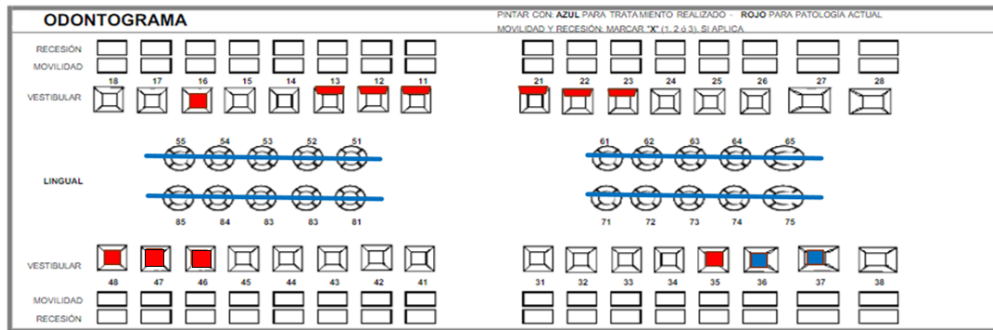 ODONTOGRAMA
PINTAR CON: AZUL PARA TRATAMIENTO REALIZADO - ROJO PARA PATOLOGÍA ACTUAL
MOVILIDAD Y RECESIÓN: MARCAR "X" (1, 2 ó 3), SI APLICA
RECESIÓN
MOVILIDAD
18 17 16 15 14 13 12 11 21 22 23 24 25 26 27 28
VESTIBULAR
55 54 53 52 51 61 62 63 64 65
LINGUAL
85 84 83 83 81 71 72 73 74 75
VESTIBULAR
48 47 46 45 44 43 42 41 31 32 33 34 35 36 37 38
MOVILIDAD
RECESIÓN